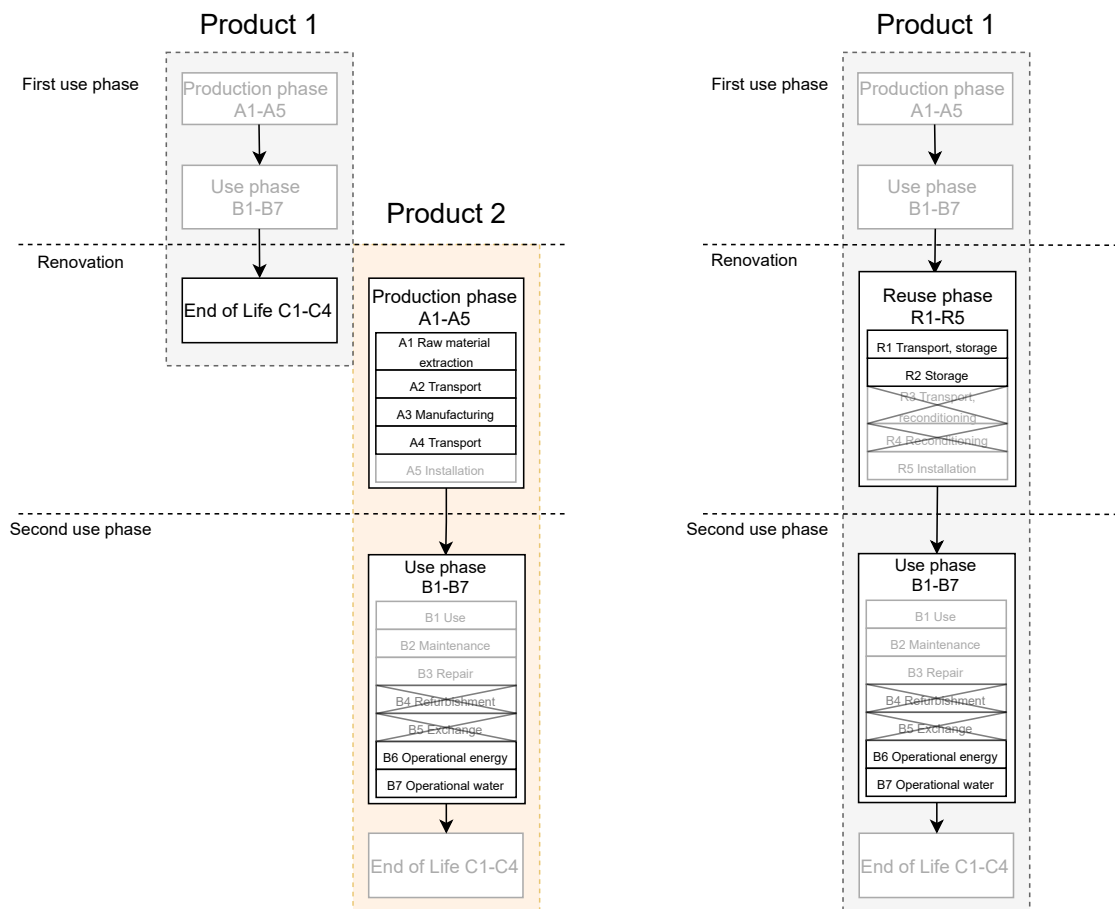 Product 1
First use phase
Production phase
A1-A5
Use phase
B1-B7
Product 2
Renovation
End of Life C1-C4
Production phase
A1-A5
A1 Raw material
extraction
A2 Transport
A3 Manufacturing
A4 Transport
A5 Installation
Second use phase
Use phase
B1-B7
B1 Use
B2 Maintenance
B3 Repair
B4 Refurbishment
B5 Exchange
B6 Operational energy
B7 Operational water
End of Life C1-C4
Product 1
First use phase
Production phase
A1-A5
Use phase
B1-B7
Renovation
Reuse phase
R1-R5
R1 Transport, storage
R2 Storage
R3 Transport,
reconditioning
R4 Reconditioning
R5 Installation
Second use phase
Use phase
B1-B7
B1 Use
B2 Maintenance
B3 Repair
B4 Refurbishment
B5 Exchange
B6 Operational energy
B7 Operational water
End of Life C1-C4